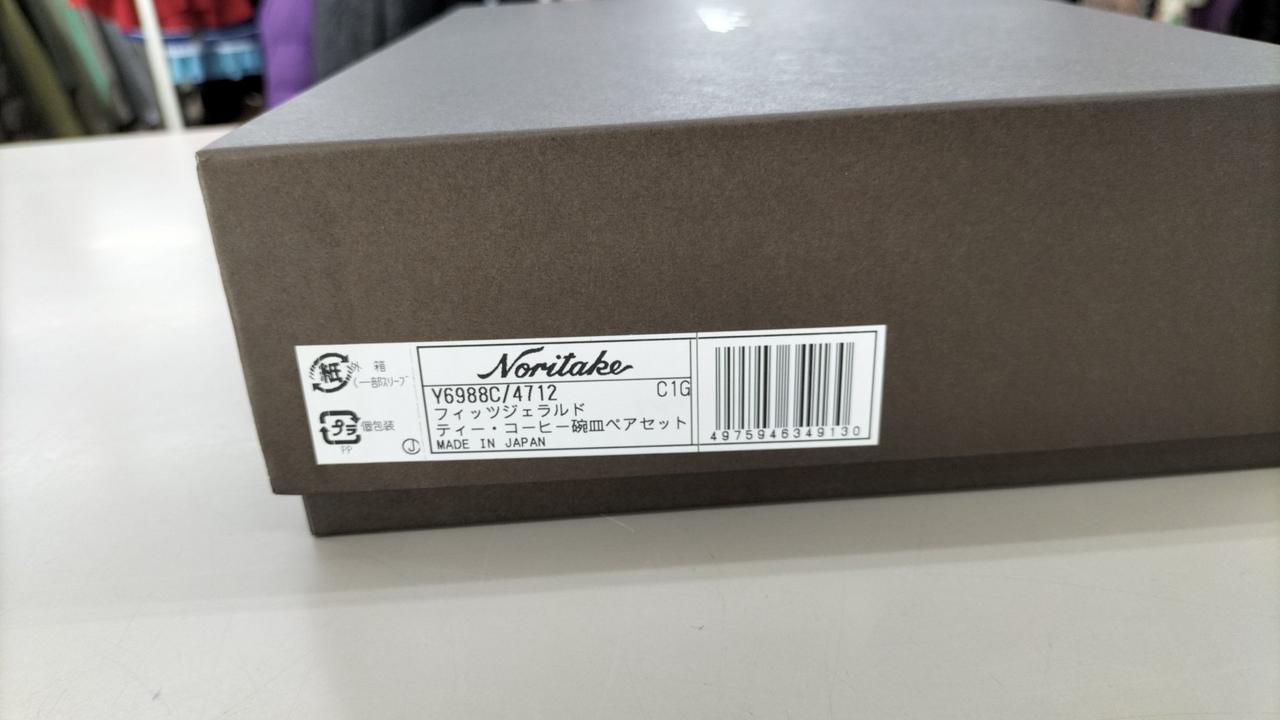 紙
箱
(一部スリーブ
プラ
個包装
PP
J
Noritake
Y6988C/4712 C1G
フィッツジェラルド
ティー・コーヒー碗皿ペアセット
MADE IN JAPAN
4975946349130